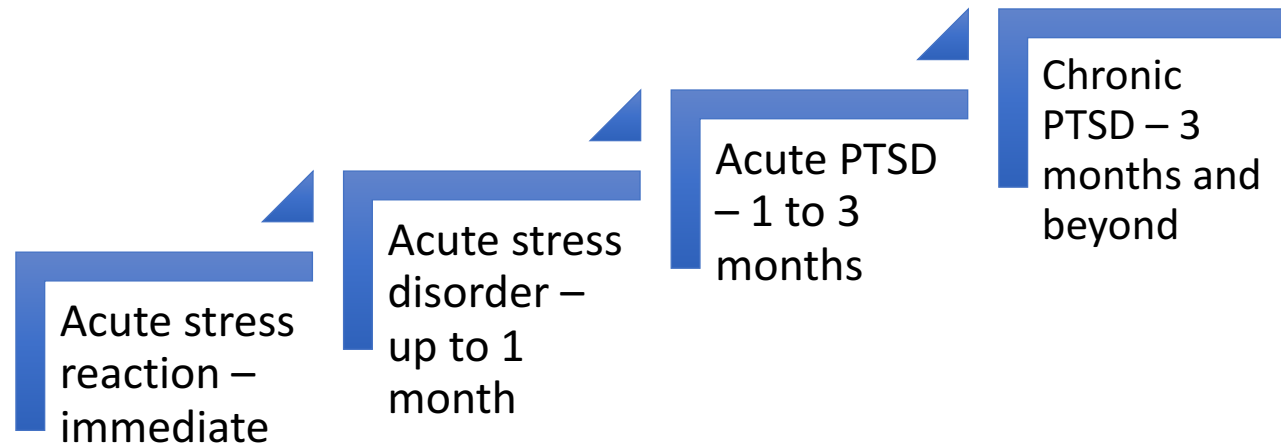 Acute stress
reaction –
immediate
Acute stress
disorder –
up to 1
month
Acute PTSD
– 1 to 3
months
Chronic
PTSD – 3
months and
beyond